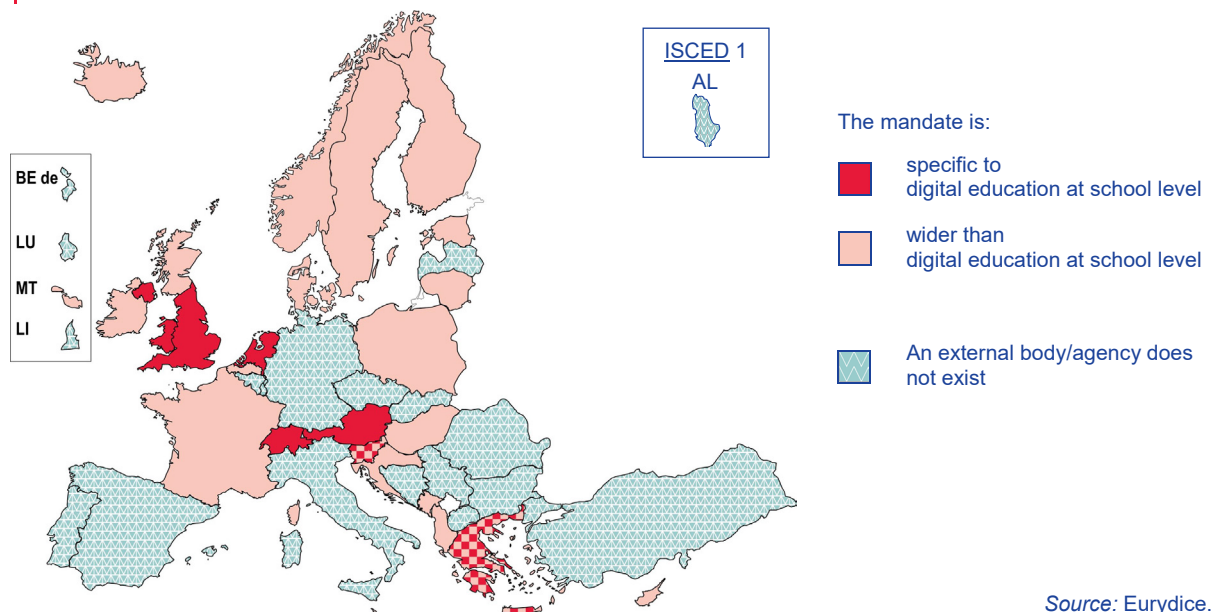 ISCED 1
AL
The mandate is:
specific to
digital education at school level
wider than
digital education at school level
An external body/agency does
not exist
BE de
LU
MT
LI
Source: Eurydice.